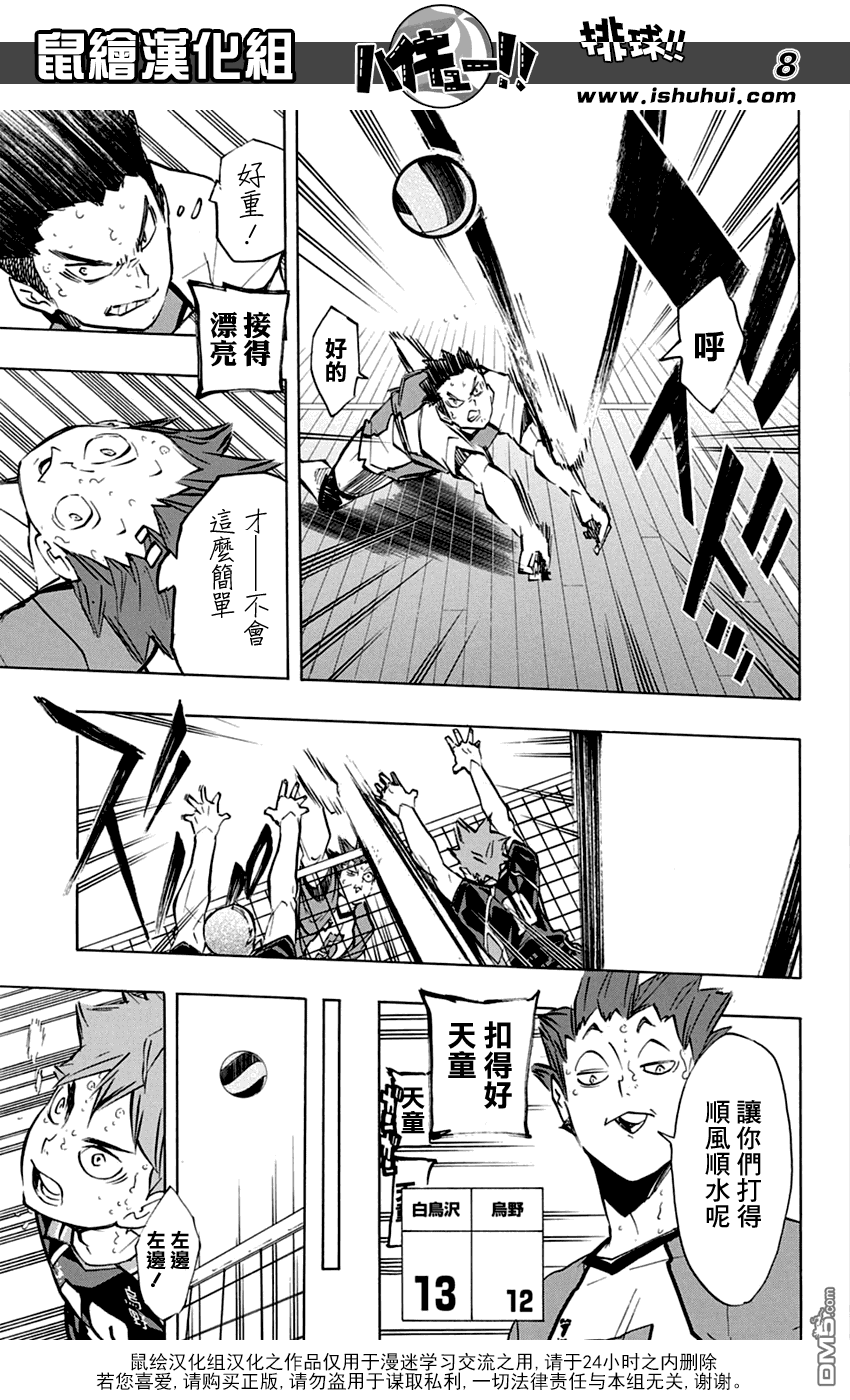 鼠繪漢化組
ハイキュー!!
排球!!
8
www.ishuhui.com
呼
好的
ドッ
好重！
接得
漂亮
才——不會
這麼簡單
讓你們打得
順風順水呢
扣得好
天童
天童
天童
白鳥沢
烏野
13
12
左邊
左邊！
鼠绘汉化组汉化之作品仅用于漫迷学习交流之用, 请于24小时之内删除
若您喜爱, 请购买正版, 请勿盗用于谋取私利, 一切法律责任与本组无关, 谢谢。
DM5.com